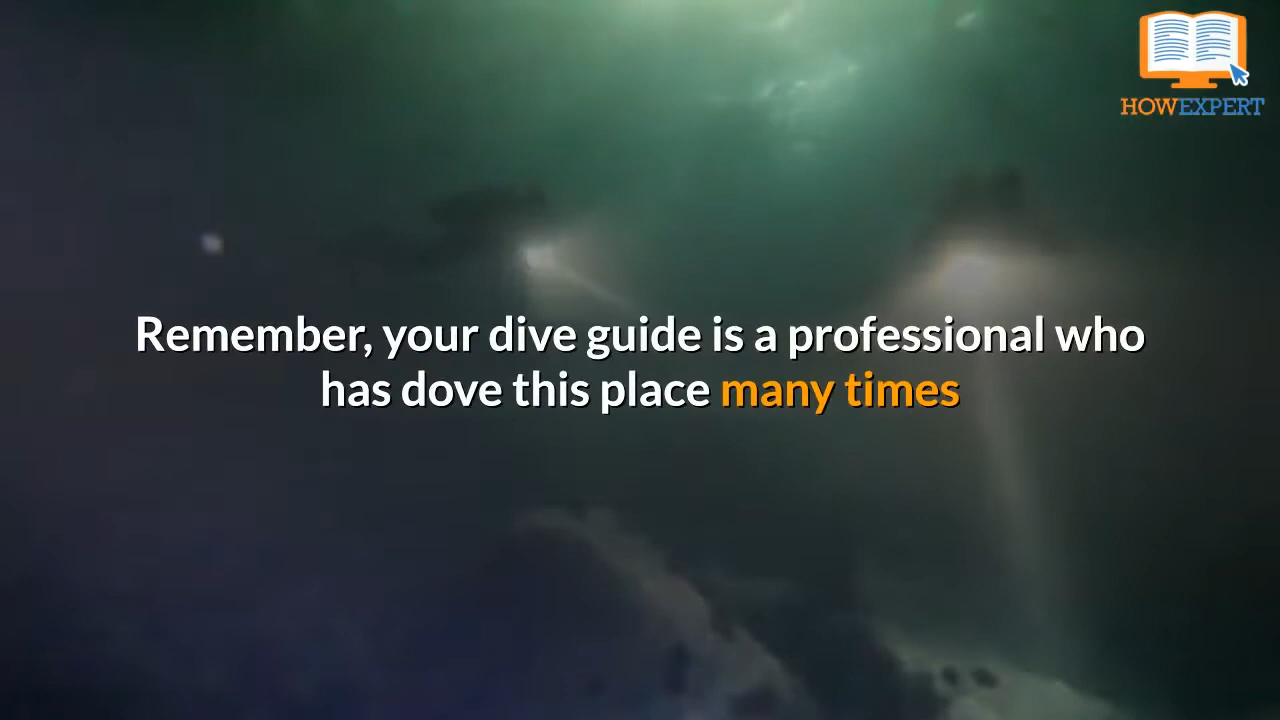 HOWEXPERT
Remember, your dive guide is a professional who
has dove this place many times